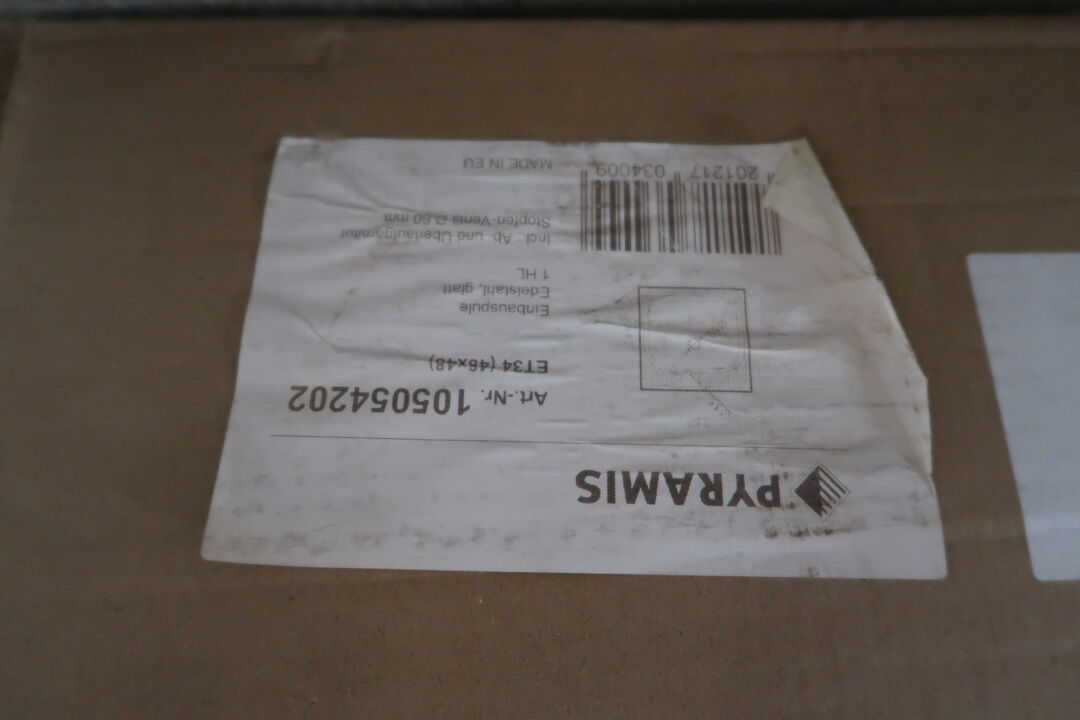 PYRAMIS
Art.-Nr. 105054202
ET34 (46x48)
Einbauspüle
Edelstahl, glatt
1 HL
Incl.: Ab- und Überlaufgarnitur
Stopfen-Ventil Ø 60 mm
MADE IN EU
201217 034009